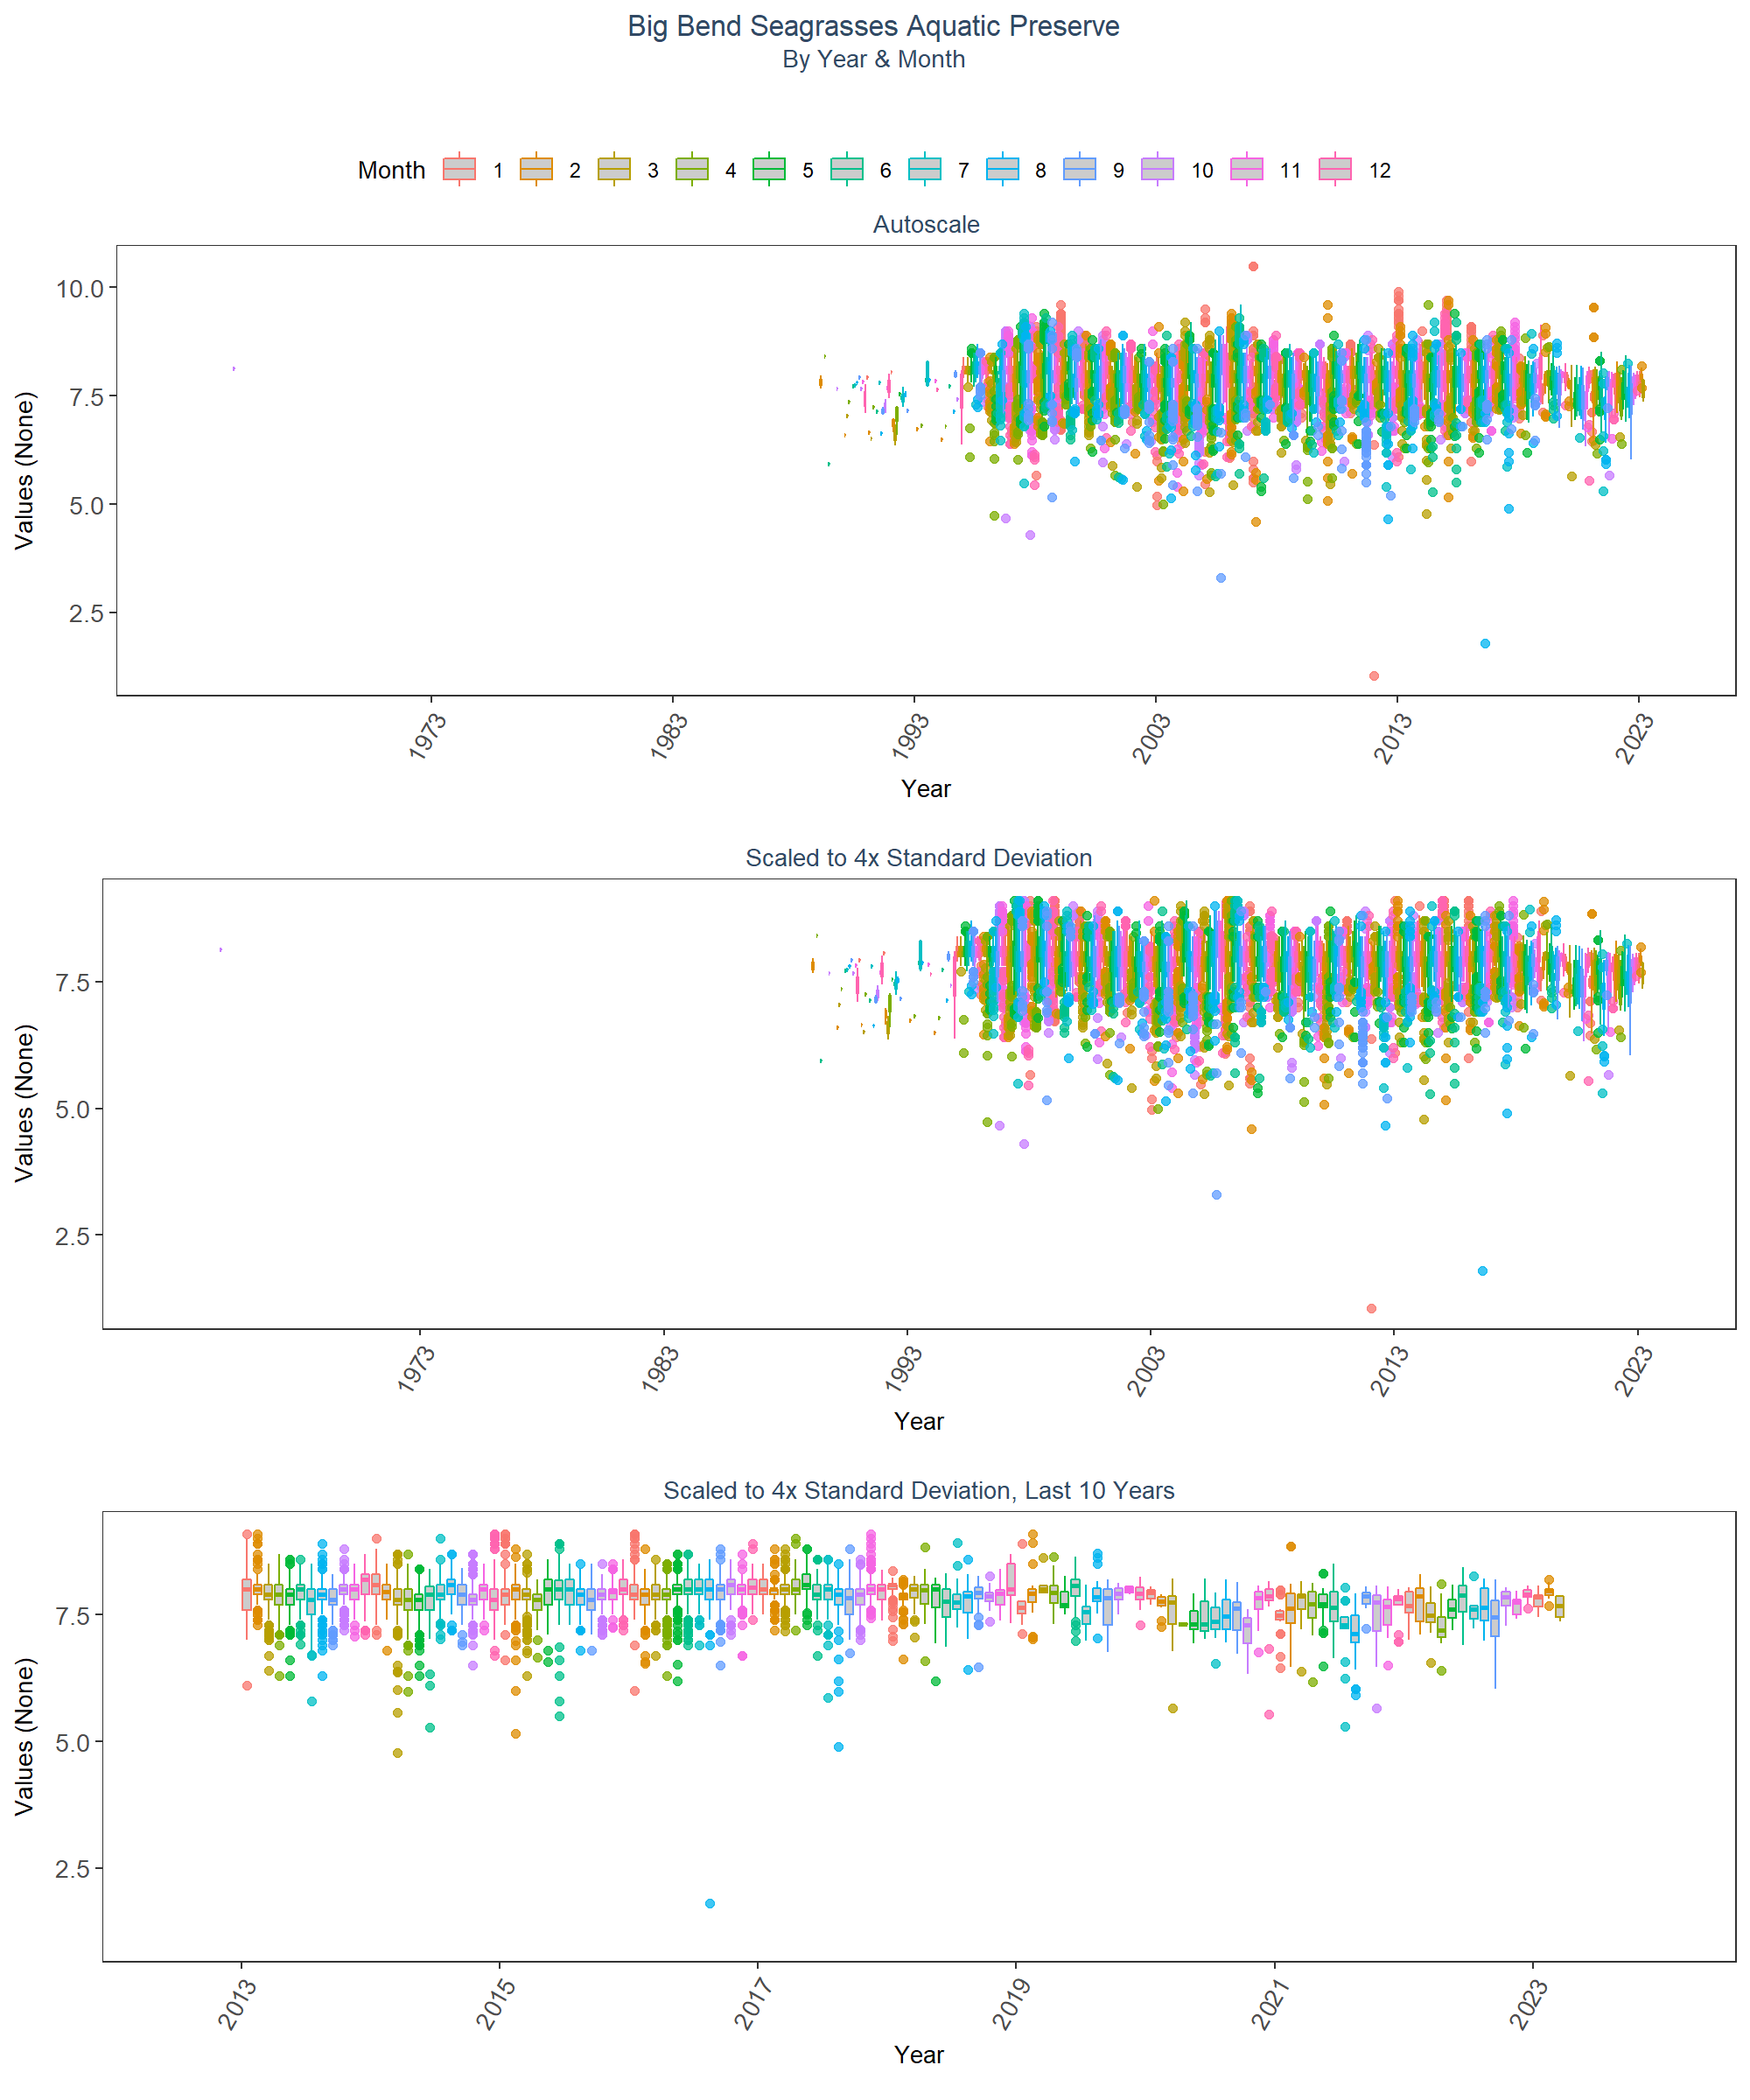 Big Bend Seagrasses Aquatic Preserve
By Year & Month
Month 1 2 3 4 5 6 7 8 9 10 11 12
Autoscale
Values (None)
10.0
7.5
5.0
2.5
1973 1983 1993 2003 2013 2023
Year
Scaled to 4x Standard Deviation
Values (None)
7.5
5.0
2.5
1973 1983 1993 2003 2013 2023
Year
Scaled to 4x Standard Deviation, Last 10 Years
Values (None)
7.5
5.0
2.5
2013 2015 2017 2019 2021 2023
Year